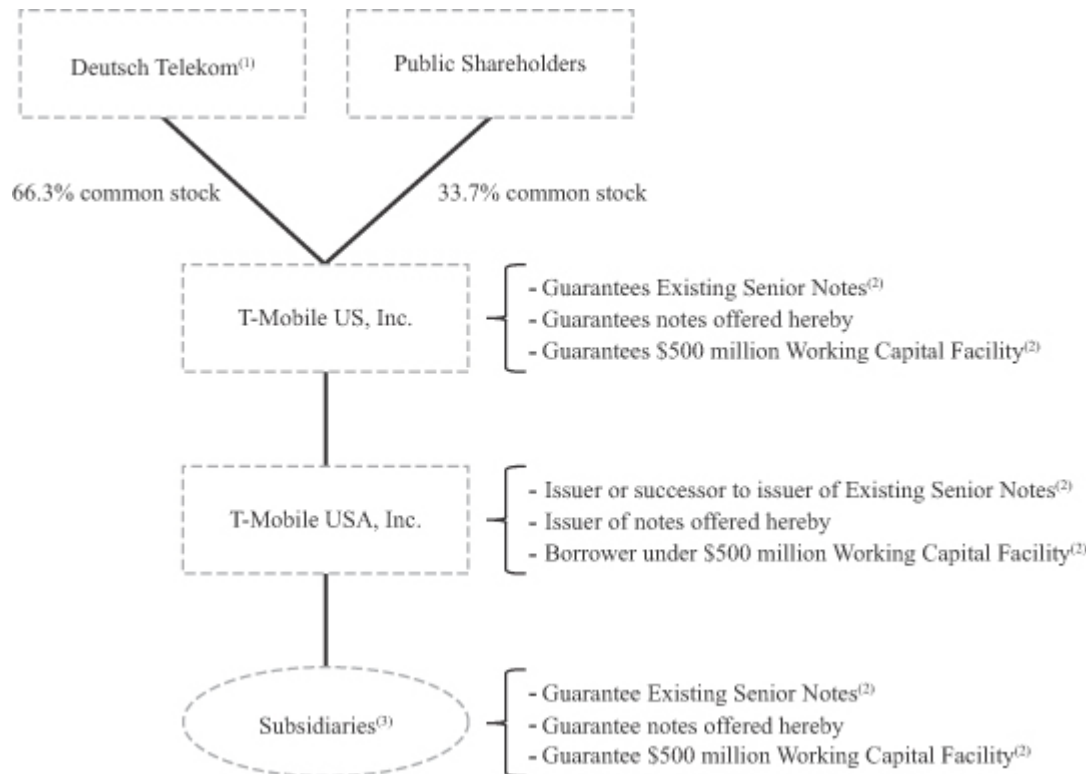 Deutsch Telekom(1)
Public Shareholders
66.3% common stock
33.7% common stock
T-Mobile US, Inc.
- Guarantees Existing Senior Notes(2)
- Guarantees notes offered hereby
- Guarantees $500 million Working Capital Facility(2)
T-Mobile USA, Inc.
- Issuer or successor to issuer of Existing Senior Notes(2)
- Issuer of notes offered hereby
- Borrower under $500 million Working Capital Facility(2)
Subsidiaries(3)
- Guarantee Existing Senior Notes(2)
- Guarantee notes offered hereby
- Guarantee $500 million Working Capital Facility(2)